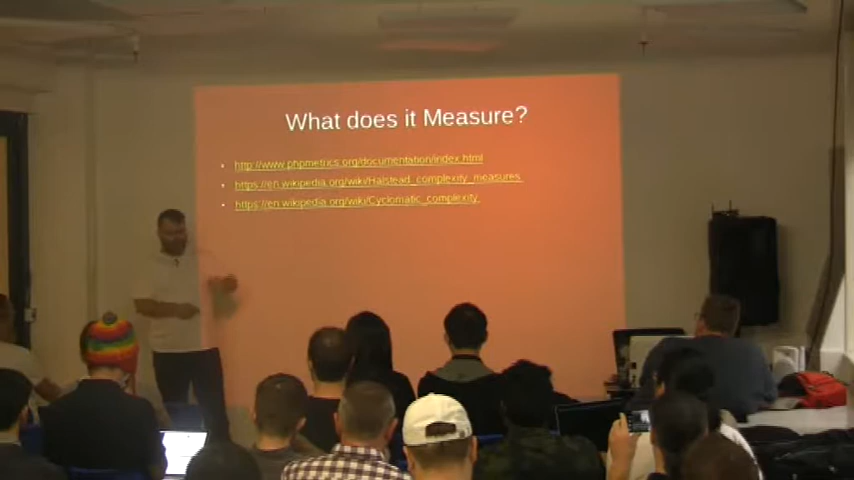 What does it Measure?
http://www.phpmetrics.org/documentation/index.html
https://en.wikipedia.org/wiki/Halstead_complexity_measures
https://en.wikipedia.org/wiki/Cyclomatic_complexity